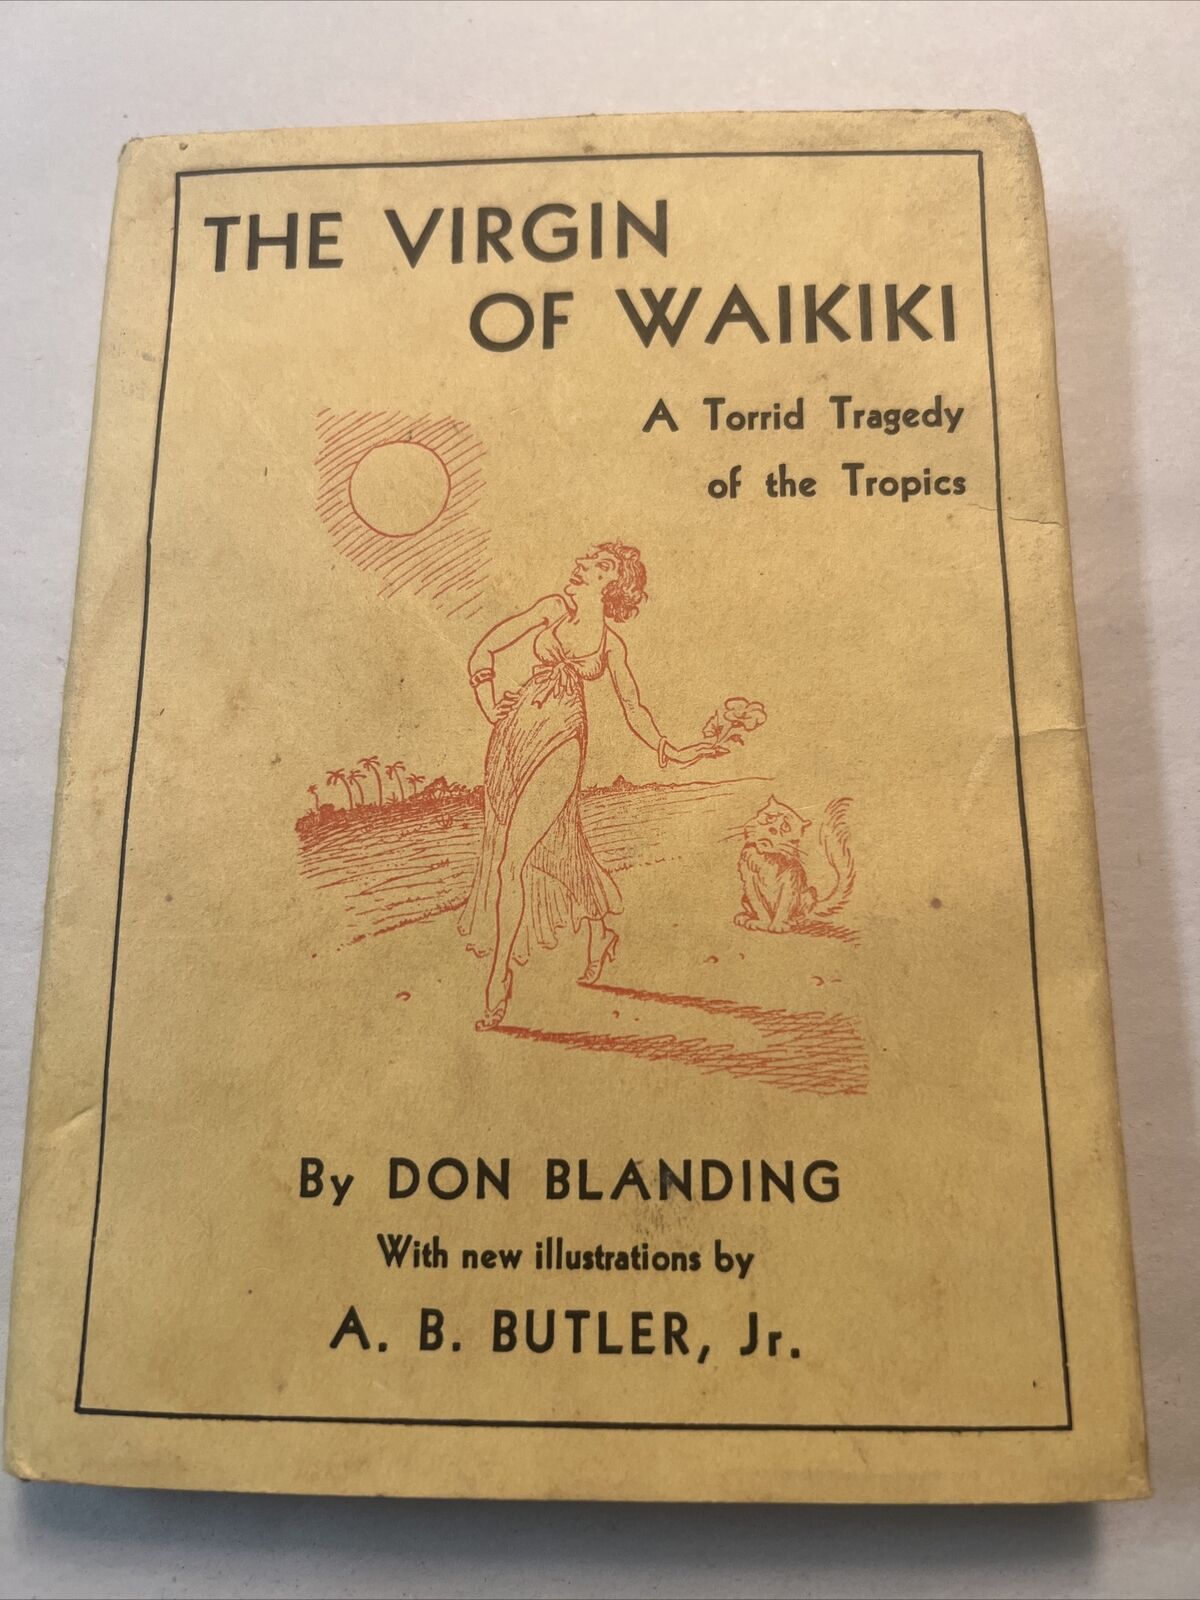 THE VIRGIN
OF WAIKIKI
A Torrid Tragedy
of the Tropics
By DON BLANDING
With new illustrations by
A. B. BUTLER, Jr.